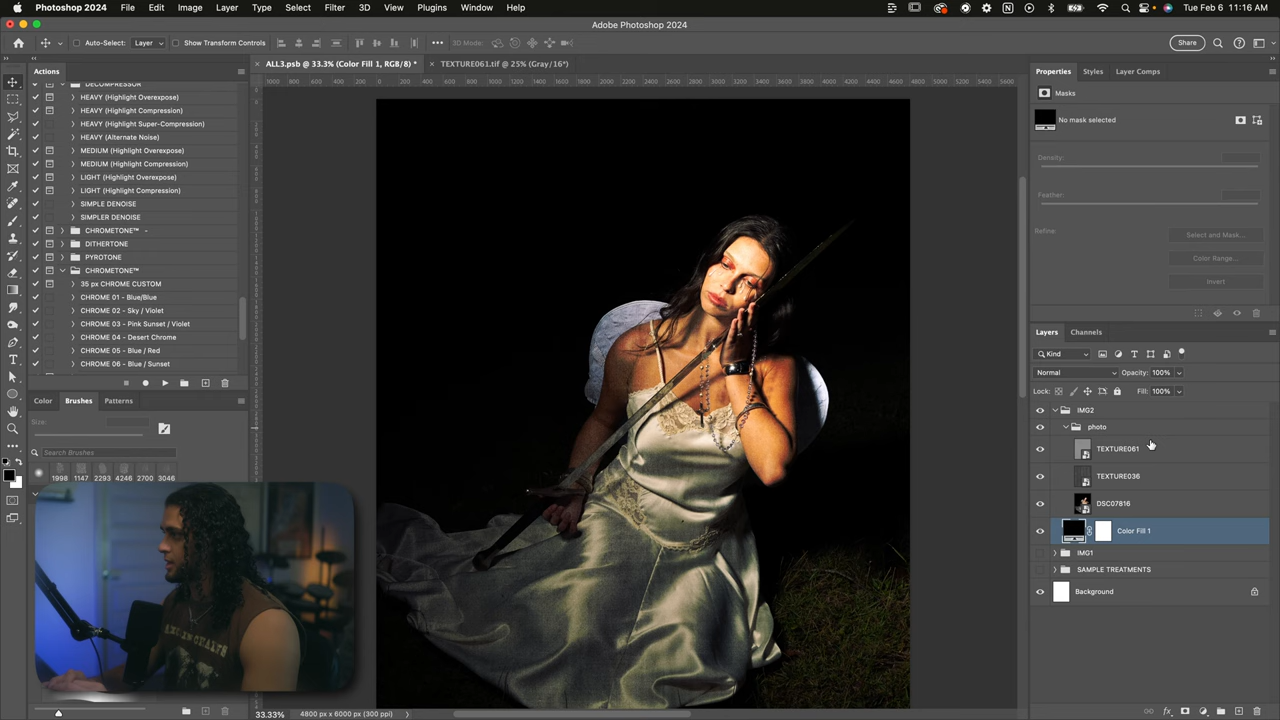 Photoshop 2024 File Edit Image Layer Type Select Filter 3D View Plugins Window Help Tue Feb 6 11:16 AM
Adobe Photoshop 2024
Auto-Select: Layer Show Transform Controls 3D Mode: Share
ALL3.psb @ 33.3% (Color Fill 1, RGB/8) * TEXTURE061.tif @ 25% (Gray/16*)
Actions
DECOMPRESSOR
HEAVY (Highlight Overexpose)
HEAVY (Highlight Compression)
HEAVY (Highlight Super-Compression)
HEAVY (Alternate Noise)
MEDIUM (Highlight Overexpose)
MEDIUM (Highlight Compression)
LIGHT (Highlight Overexpose)
LIGHT (Highlight Compression)
SIMPLE DENOISE
SIMPLER DENOISE
CHROMETONE™ -
DITHERTONE
PYROTONE
CHROMETONE™
35 px CHROME CUSTOM
CHROME 01 - Blue/Blue
CHROME 02 - Sky / Violet
CHROME 03 - Pink Sunset / Violet
CHROME 04 - Desert Chrome
CHROME 05 - Blue / Red
CHROME 06 - Blue / Sunset
Color Brushes Patterns
Size:
Search Brushes
1998 1147 2293 4246 2700 3046
33.33% 4800 px x 6000 px (300 ppi)
Properties Styles Layer Comps
Masks
No mask selected
Density:
Feather:
Refine:
Select and Mask...
Color Range...
Invert
Layers Channels
Kind
Normal Opacity: 100%
Lock: Fill: 100%
IMG2
photo
TEXTURE061
TEXTURE036
DSC07816
Color Fill 1
IMG1
SAMPLE TREATMENTS
Background